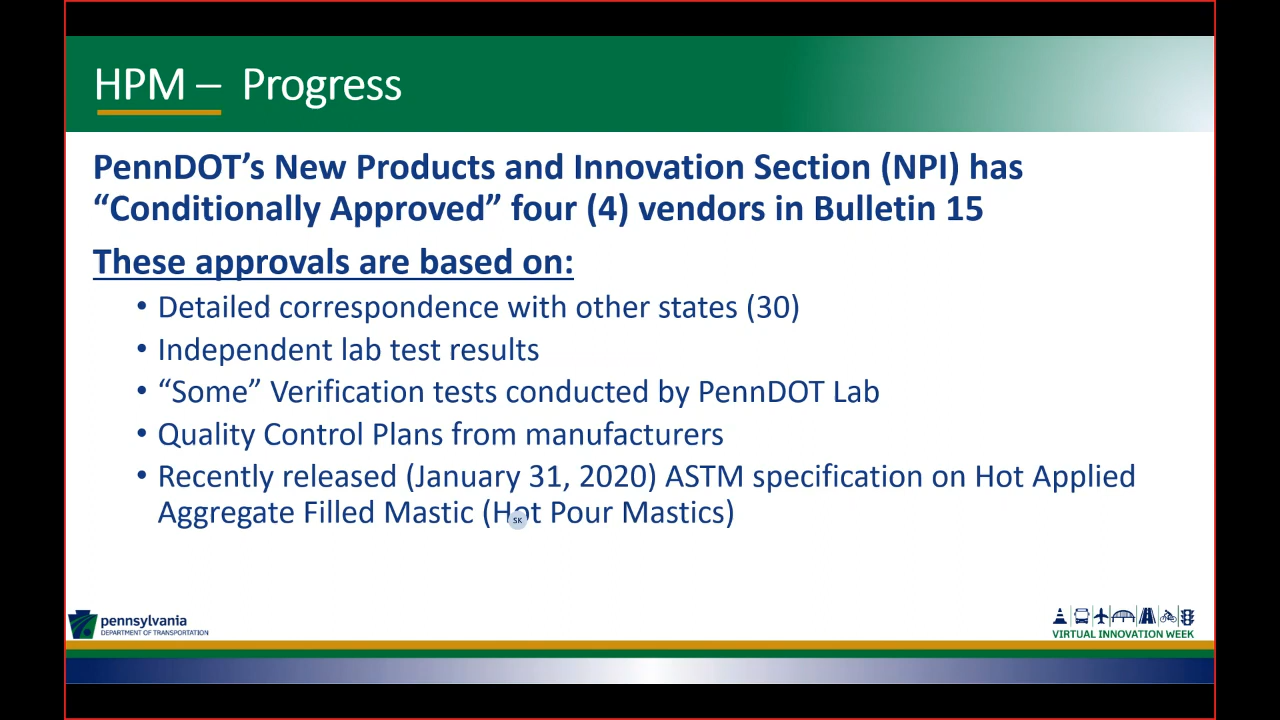 HPM – Progress
PennDOT’s New Products and Innovation Section (NPI) has
“Conditionally Approved” four (4) vendors in Bulletin 15
These approvals are based on:
• Detailed correspondence with other states (30)
• Independent lab test results
• “Some” Verification tests conducted by PennDOT Lab
• Quality Control Plans from manufacturers
• Recently released (January 31, 2020) ASTM specification on Hot Applied
Aggregate Filled Mastic (Hot Pour Mastics)
SK
pennsylvania
DEPARTMENT OF TRANSPORTATION
VIRTUAL INNOVATION WEEK